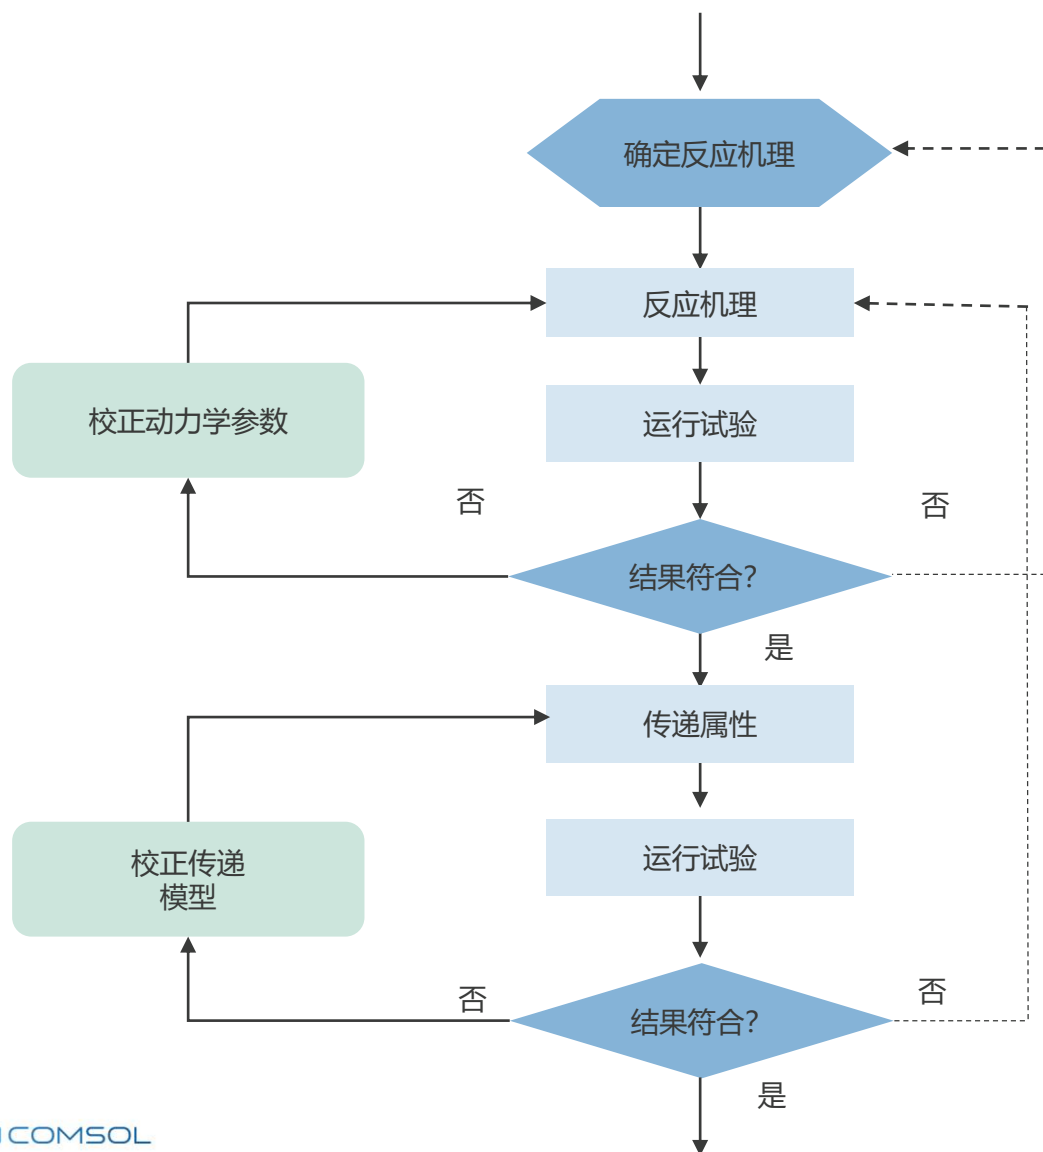 确定反应机理
反应机理
校正动力学参数
运行试验
否
否
结果符合?
是
传递属性
校正传递
模型
运行试验
否
否
结果符合?
是
COMSOL